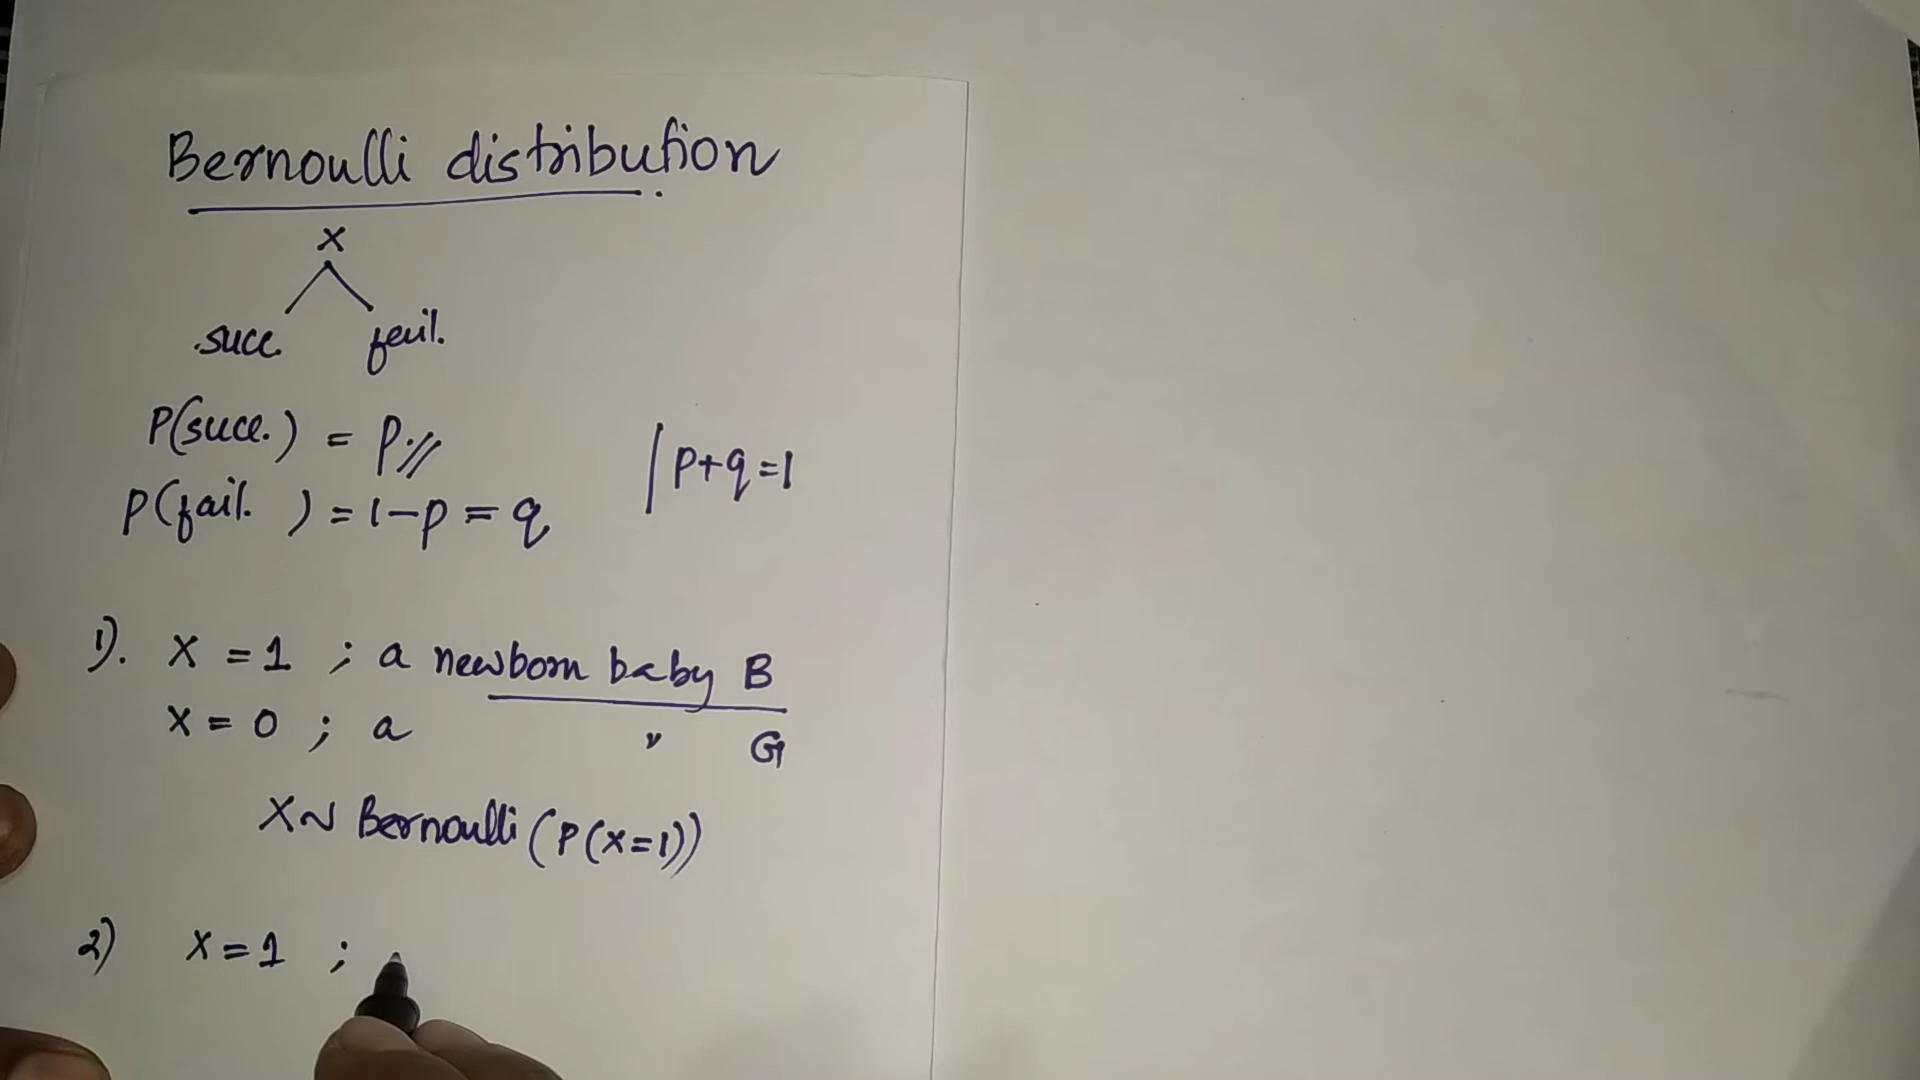 Bernoulli distribution
X
succ. fail.
P(succ.) = p //
P(fail. ) = 1-p = q
p+q=1
1). X = 1 ; a newborn baby B
X = 0 ; a " G
X ~ Bernoulli (P(X=1))
2) X = 1 ;